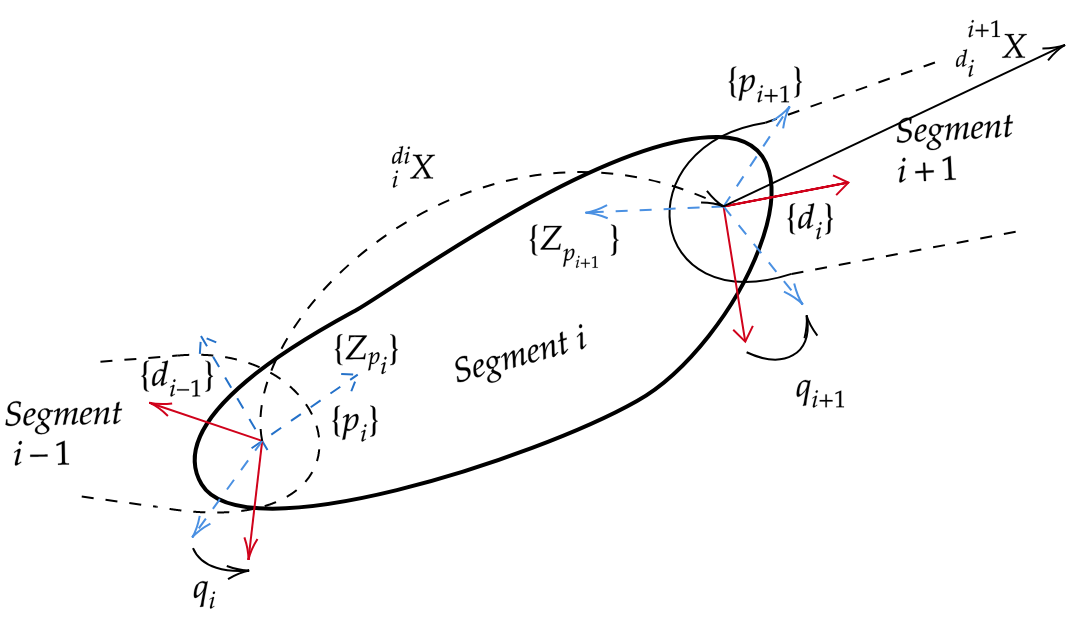 ^{i+1}_{d_i}X
{p_{i+1}}
Segment
i+1
^{di}_{i}X
{d_i}
{Z_{p_{i+1}}}
{Z_{p_i}}
Segment i
{d_{i−1}}
q_{i+1}
{p_i}
Segment
i−1
q_i